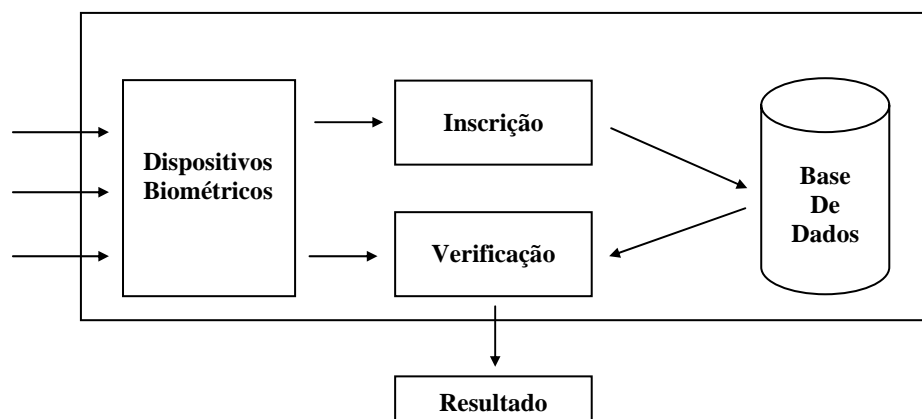 Dispositivos
Biométricos
Inscrição
Verificação
Base
De
Dados
Resultado